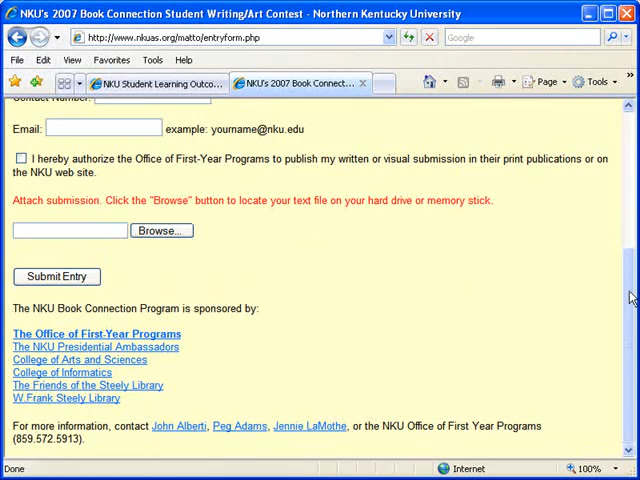 NKU's 2007 Book Connection Student Writing/Art Contest - Northern Kentucky University
http://www.nkuas.org/matto/entryform.php
Google
File Edit View Favorites Tools Help
NKU Student Learning Outco...
NKU's 2007 Book Connect...
Page
Tools
Contact Number:
Email: example: yourname@nku.edu
I hereby authorize the Office of First-Year Programs to publish my written or visual submission in their print publications or on
the NKU web site.
Attach submission. Click the "Browse" button to locate your text file on your hard drive or memory stick.
Browse...
Submit Entry
The NKU Book Connection Program is sponsored by:
The Office of First-Year Programs
The NKU Presidential Ambassadors
College of Arts and Sciences
College of Informatics
The Friends of the Steely Library
W.Frank Steely Library
For more information, contact John Alberti, Peg Adams, Jennie LaMothe, or the NKU Office of First Year Programs
(859.572.5913).
Done
Internet
100%